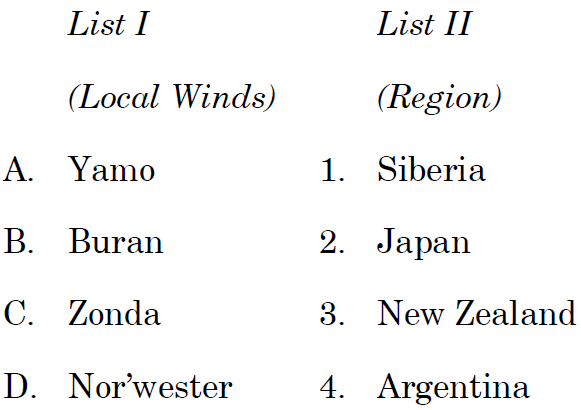 List I List II
(Local Winds) (Region)
A. Yamo 1. Siberia
B. Buran 2. Japan
C. Zonda 3. New Zealand
D. Nor’wester 4. Argentina